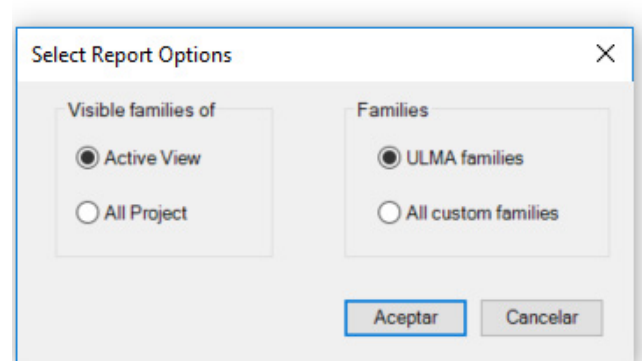 Select Report Options
Visible families of
Active View
All Project
Families
ULMA families
All custom families
Aceptar
Cancelar